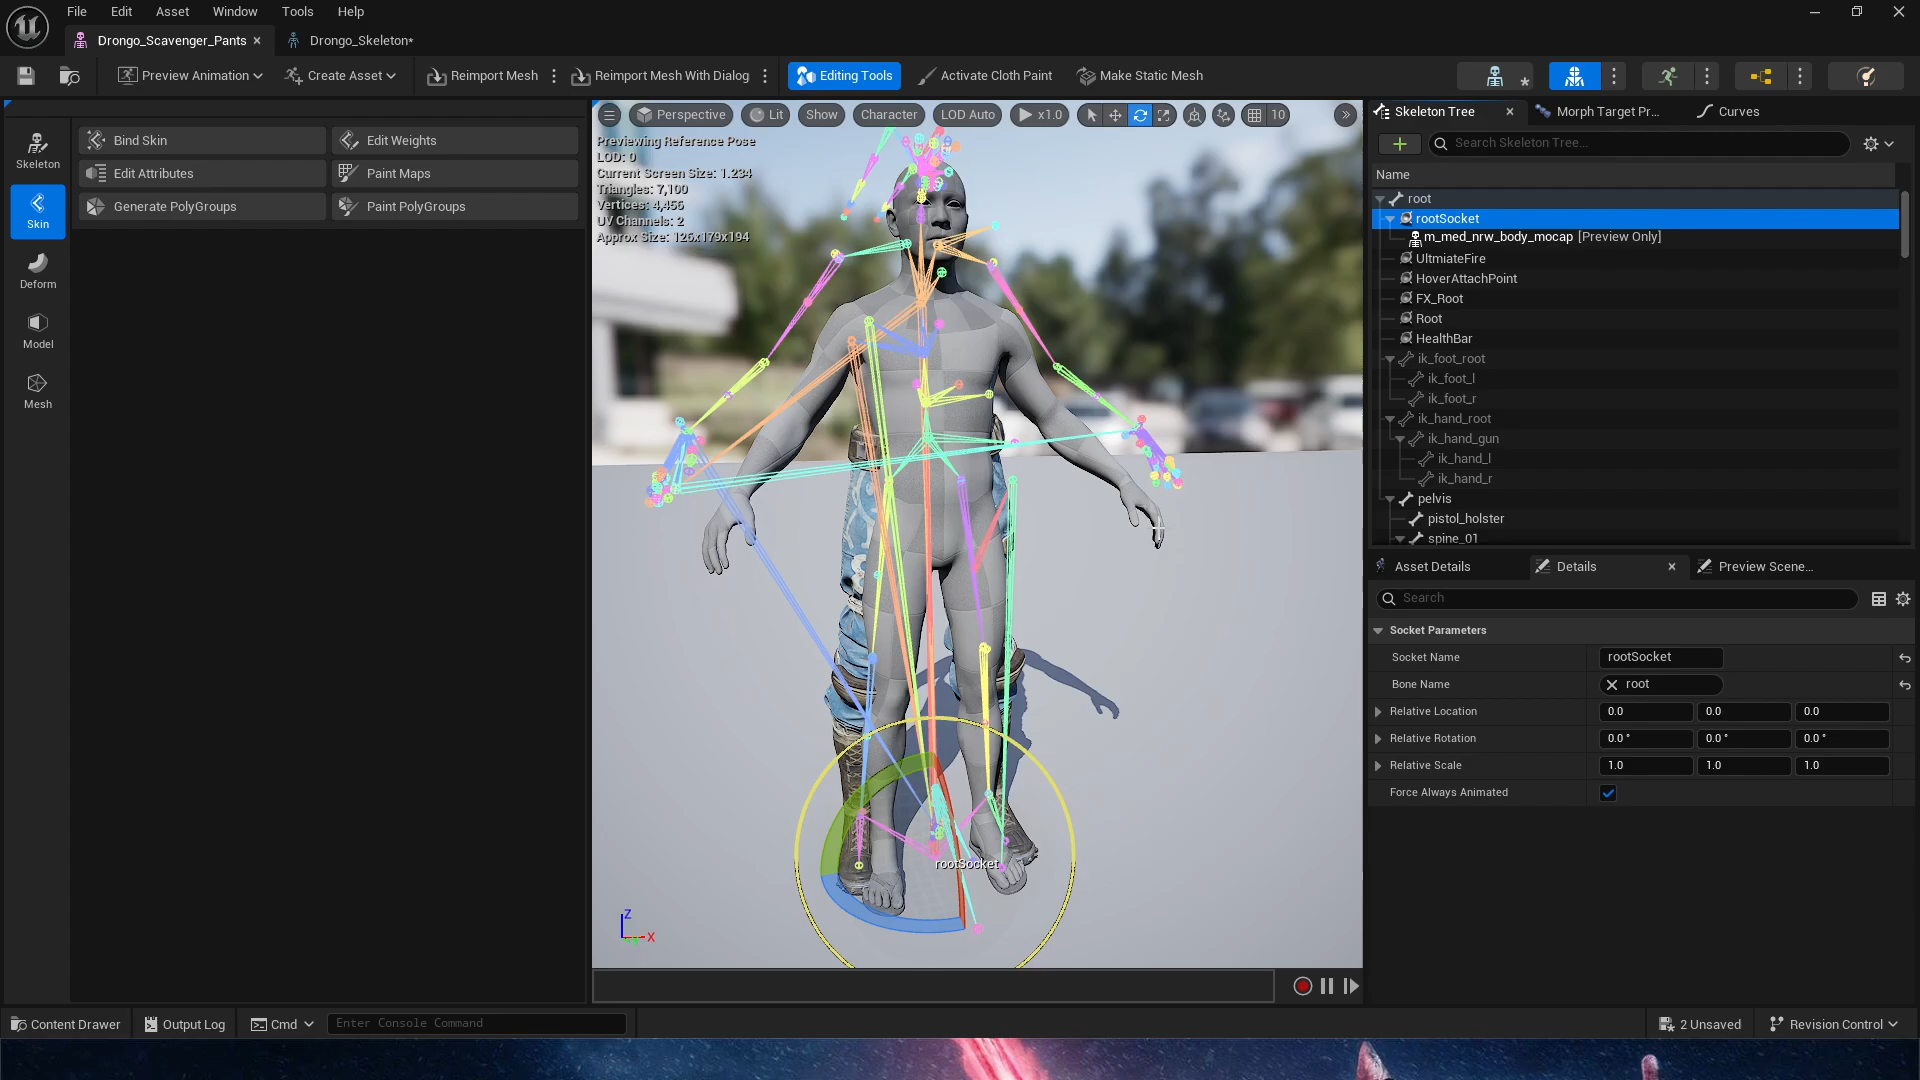 File Edit Asset Window Tools Help
Drongo_Scavenger_Pants Drongo_Skeleton*
Preview Animation Create Asset Reimport Mesh Reimport Mesh With Dialog Editing Tools Activate Cloth Paint Make Static Mesh
Skeleton
Skin
Deform
Model
Mesh
Bind Skin Edit Weights
Edit Attributes Paint Maps
Generate PolyGroups Paint PolyGroups
Perspective Lit Show Character LOD Auto x1.0 10
Previewing Reference Pose
LOD: 0
Current Screen Size: 1.234
Triangles: 7,100
Vertices: 4,456
UV Channels: 2
Approx Size: 126x179x194
rootSocket
Z
X
Skeleton Tree Morph Target Pr... Curves
Search Skeleton Tree...
Name
root
rootSocket
m_med_nrw_body_mocap [Preview Only]
UltmiateFire
HoverAttachPoint
FX_Root
Root
HealthBar
ik_foot_root
ik_foot_l
ik_foot_r
ik_hand_root
ik_hand_gun
ik_hand_l
ik_hand_r
pelvis
pistol_holster
spine_01
Asset Details Details Preview Scene...
Search
Socket Parameters
Socket Name rootSocket
Bone Name root
Relative Location 0.0 0.0 0.0
Relative Rotation 0.0 ° 0.0 ° 0.0 °
Relative Scale 1.0 1.0 1.0
Force Always Animated
Content Drawer Output Log Cmd Enter Console Command 2 Unsaved Revision Control